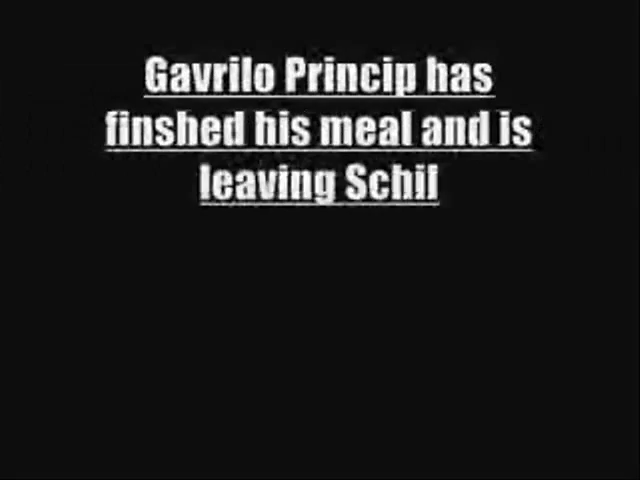 Gavrilo Princip has
finshed his meal and is
leaving Schil